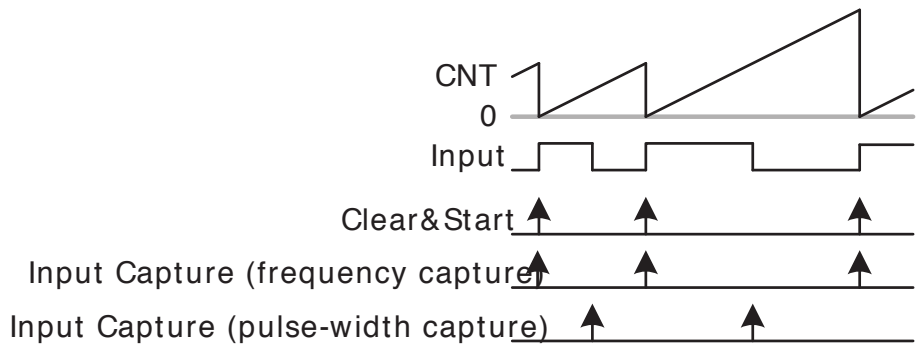 CNT
0
Input
Clear&Start
Input Capture (frequency capture)
Input Capture (pulse-width capture)